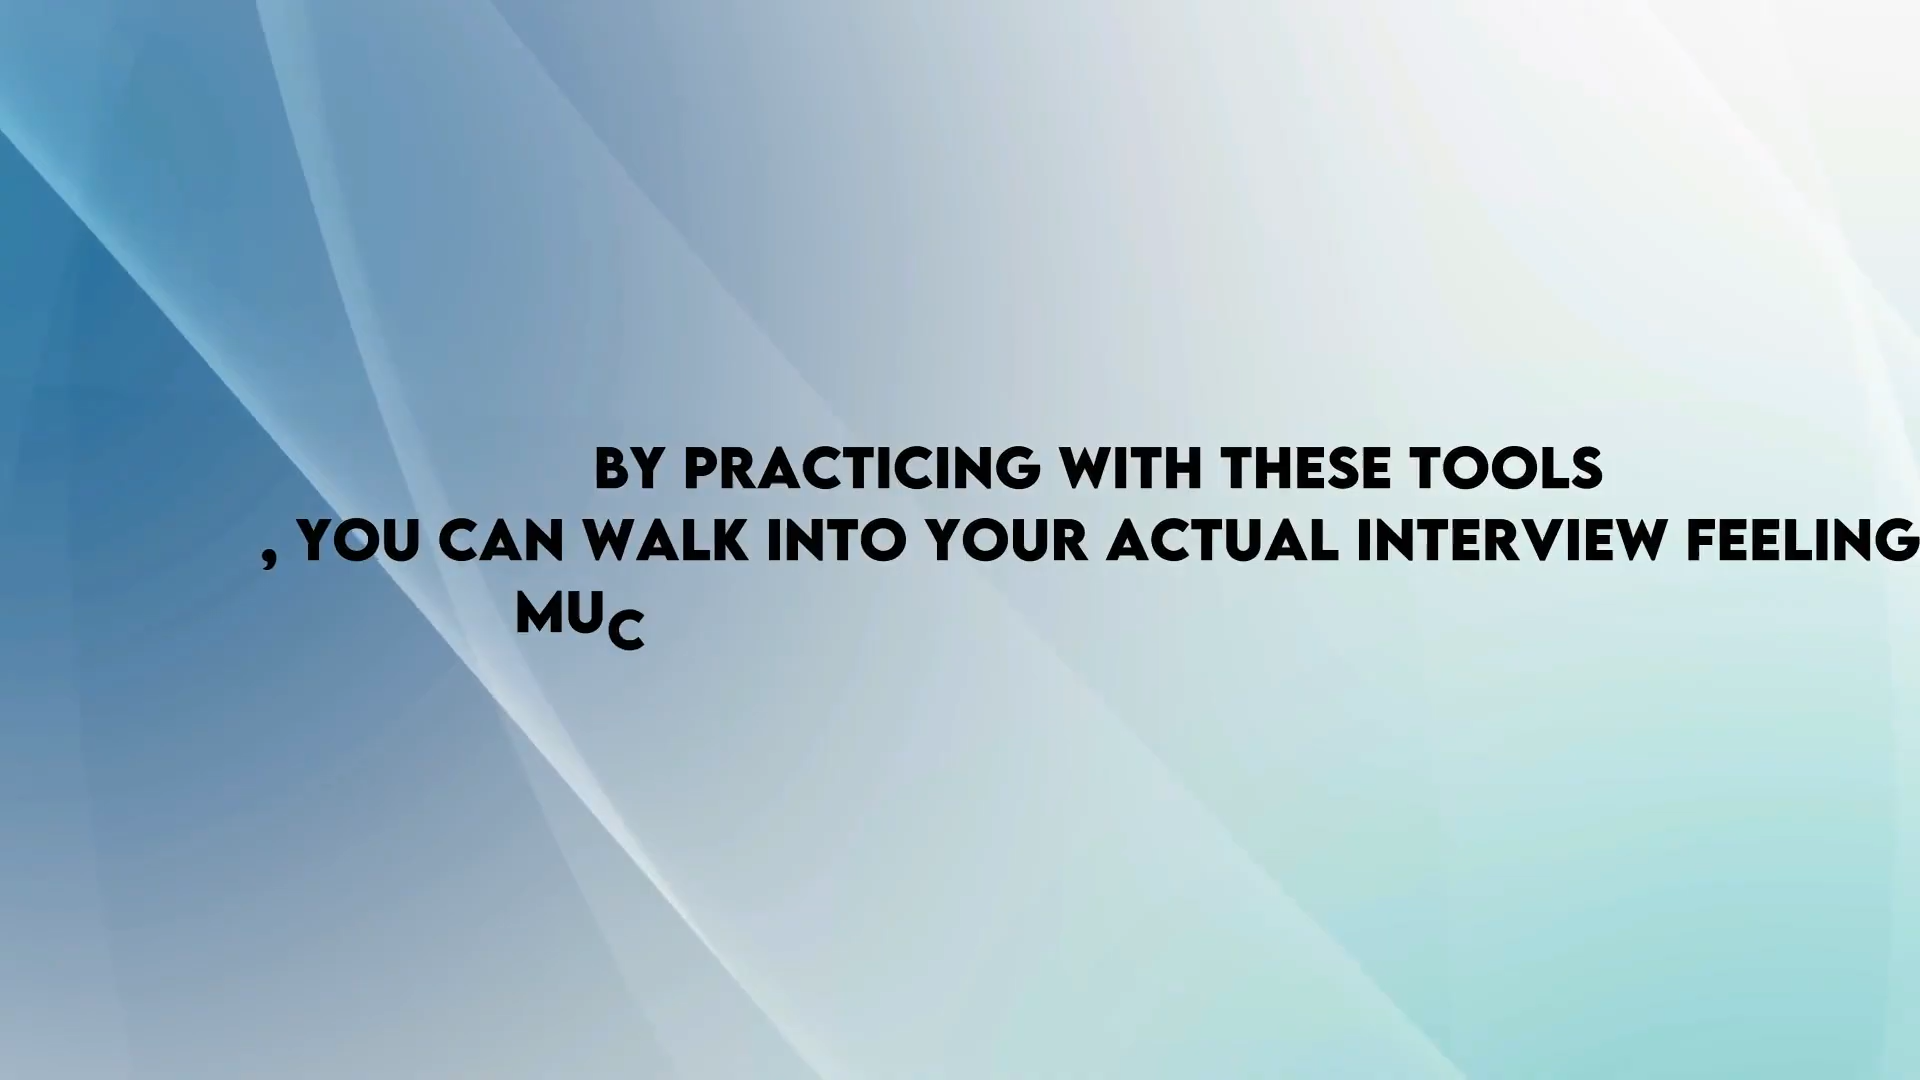 BY PRACTICING WITH THESE TOOLS
, YOU CAN WALK INTO YOUR ACTUAL INTERVIEW FEELING
MUC